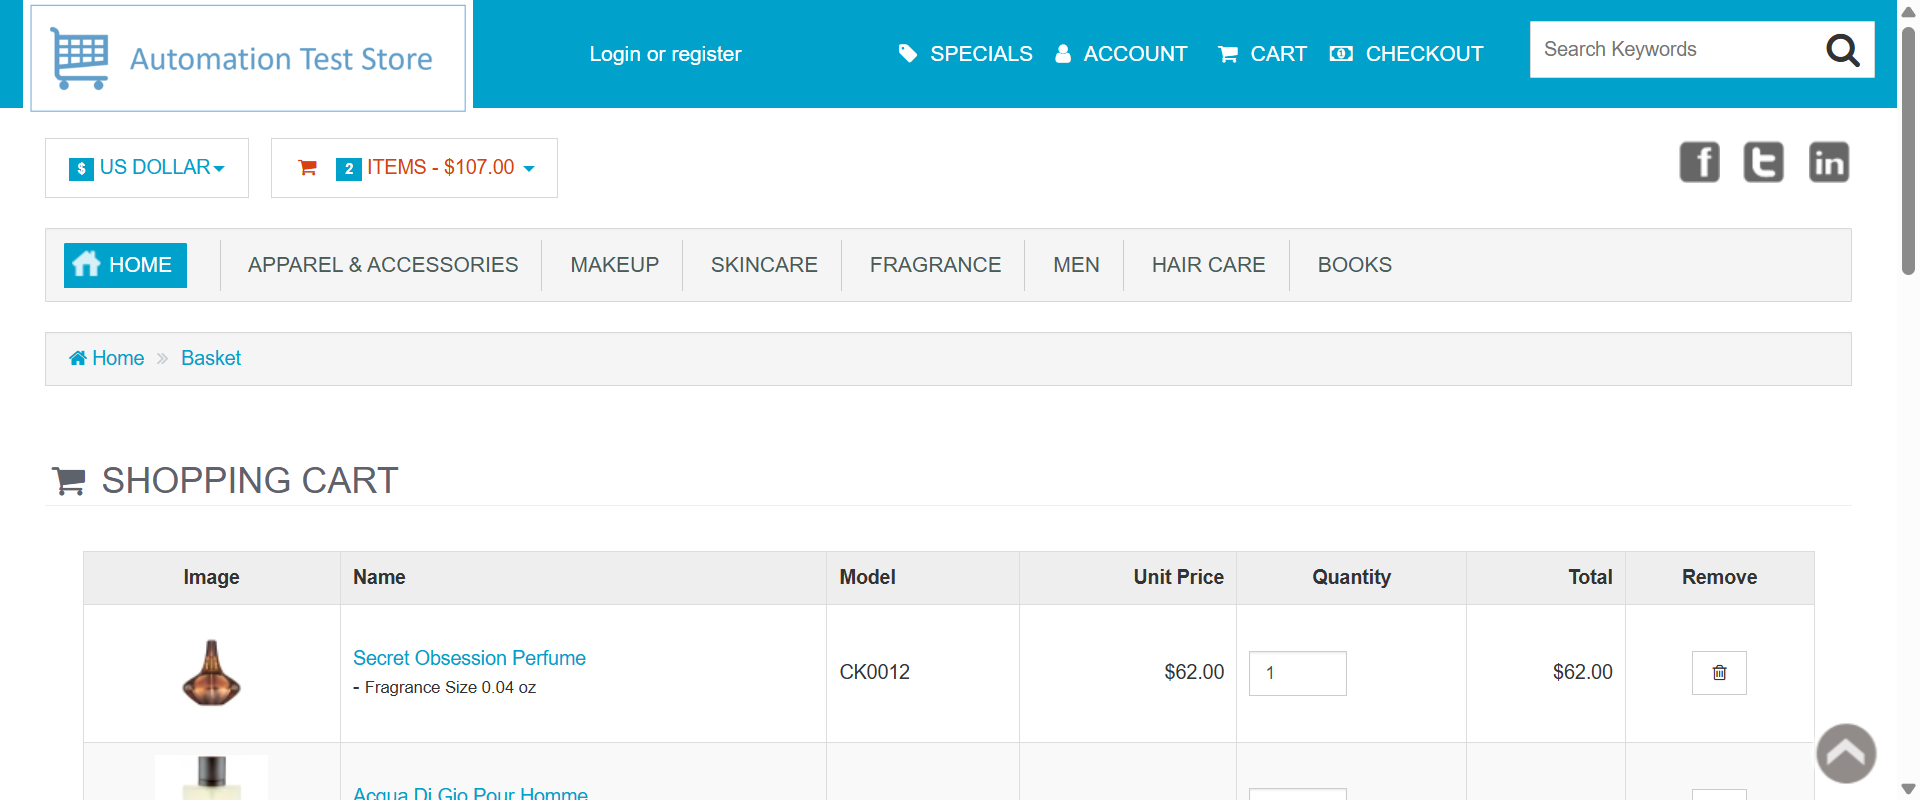 Automation Test Store
Login or register
SPECIALS
ACCOUNT
CART
CHECKOUT
Search Keywords
$ US DOLLAR
2 ITEMS - $107.00
HOME
APPAREL & ACCESSORIES
MAKEUP
SKINCARE
FRAGRANCE
MEN
HAIR CARE
BOOKS
Home » Basket
SHOPPING CART
Image Name Model Unit Price Quantity Total Remove
Secret Obsession Perfume
- Fragrance Size 0.04 oz
CK0012 $62.00 1 $62.00
Acqua Di Gio Pour Homme